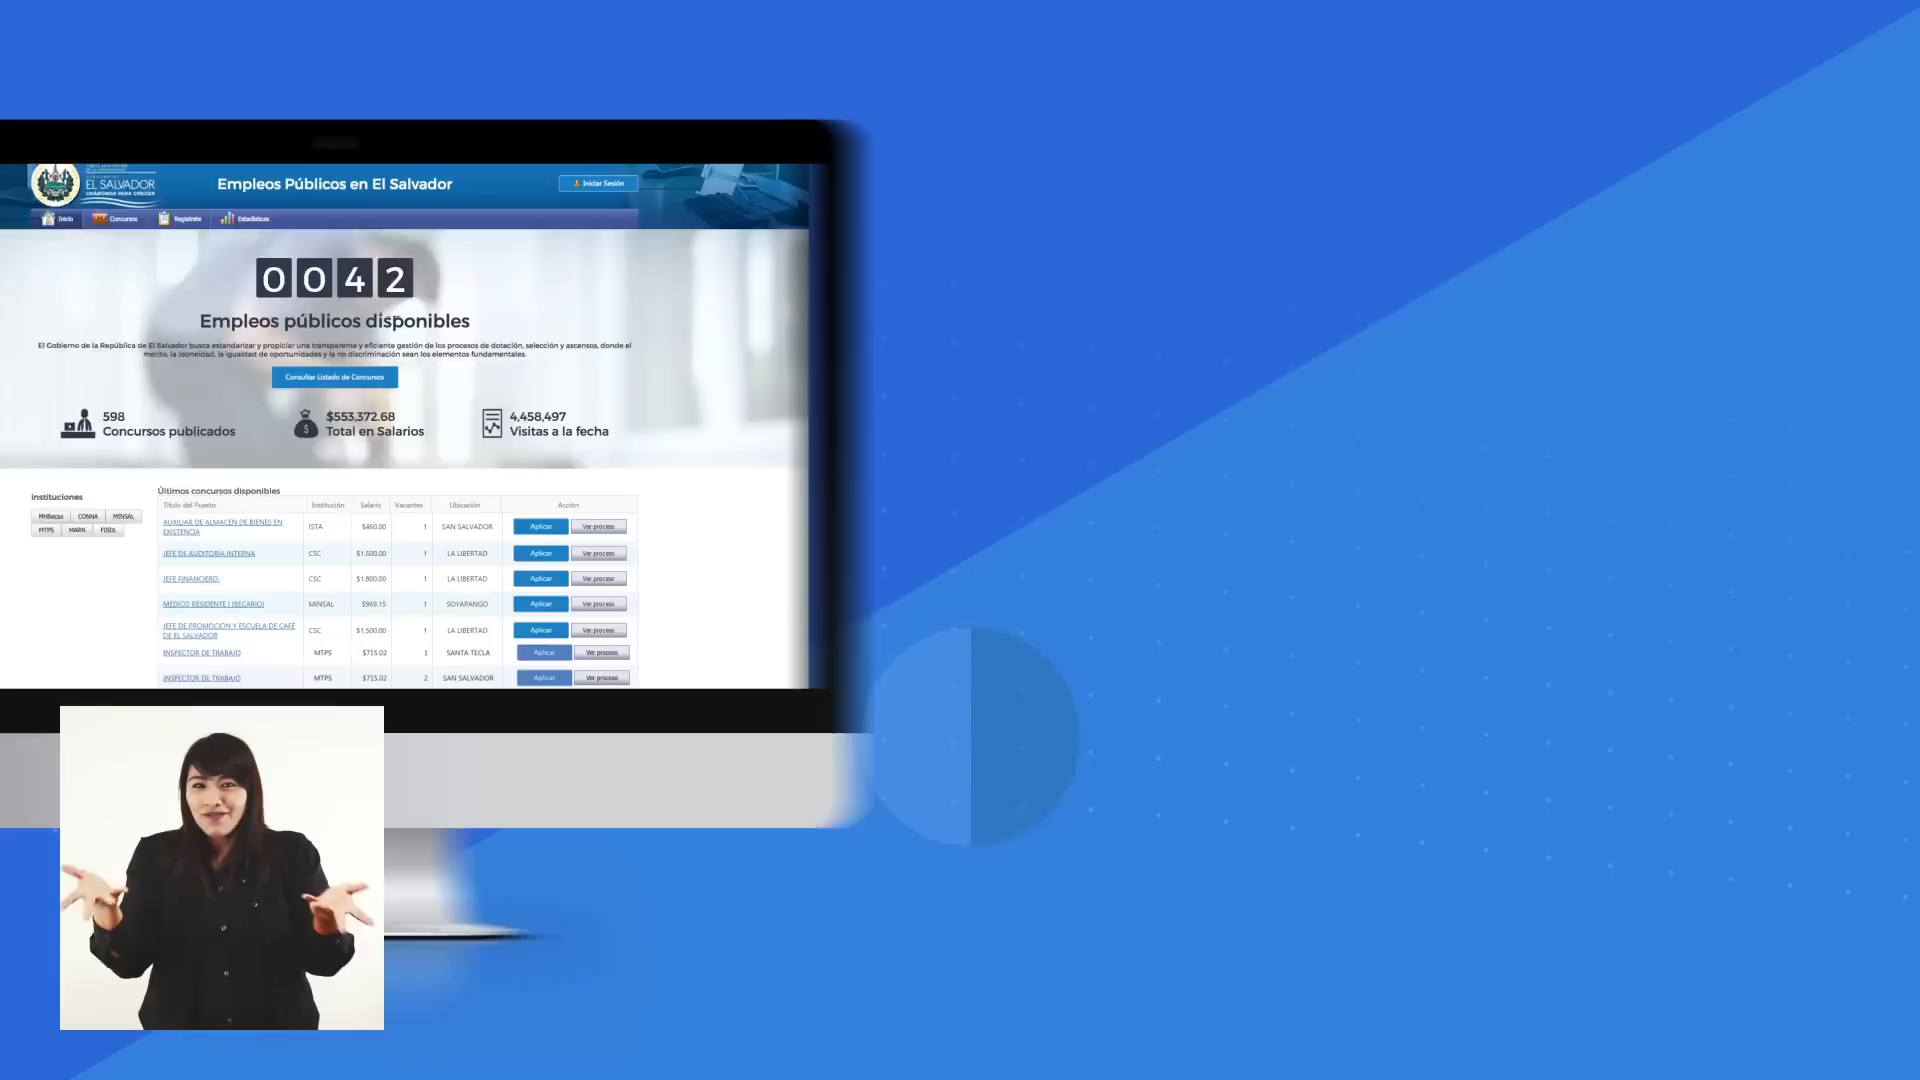 EL SALVADOR
UNÁMONOS PARA CRECER
Empleos Públicos en El Salvador
Iniciar Sesión
Inicio
Concursos
Regístrate
Estadísticas
0042
Empleos públicos disponibles
El Gobierno de la República de El Salvador busca estandarizar y propiciar una transparente y eficiente gestión de los procesos de dotación, selección y ascensos, donde el
mérito, la idoneidad, la igualdad de oportunidades y la no discriminación sean los elementos fundamentales.
Consultar Listado de Concursos
598
Concursos publicados
$553,372.68
Total en Salarios
4,458,497
Visitas a la fecha
Instituciones
MHBecas CONNA MINSAL
MTPS MARN FISDL
Últimos concursos disponibles
Título del Puesto Institución Salario Vacantes Ubicación Acción
AUXILIAR DE ALMACÉN DE BIENES EN
EXISTENCIA ISTA $460.00 1 SAN SALVADOR Aplicar Ver proceso
JEFE DE AUDITORIA INTERNA CSC $1,500.00 1 LA LIBERTAD Aplicar Ver proceso
JEFE FINANCIERO. CSC $1,800.00 1 LA LIBERTAD Aplicar Ver proceso
MÉDICO RESIDENTE I (BECARIO) MINSAL $969.15 1 SOYAPANGO Aplicar Ver proceso
JEFE DE PROMOCIÓN Y ESCUELA DE CAFÉ
DE EL SALVADOR CSC $1,500.00 1 LA LIBERTAD Aplicar Ver proceso
INSPECTOR DE TRABAJO MTPS $715.02 1 SANTA TECLA Aplicar Ver proceso
INSPECTOR DE TRABAJO MTPS $715.02 2 SAN SALVADOR Aplicar Ver proceso